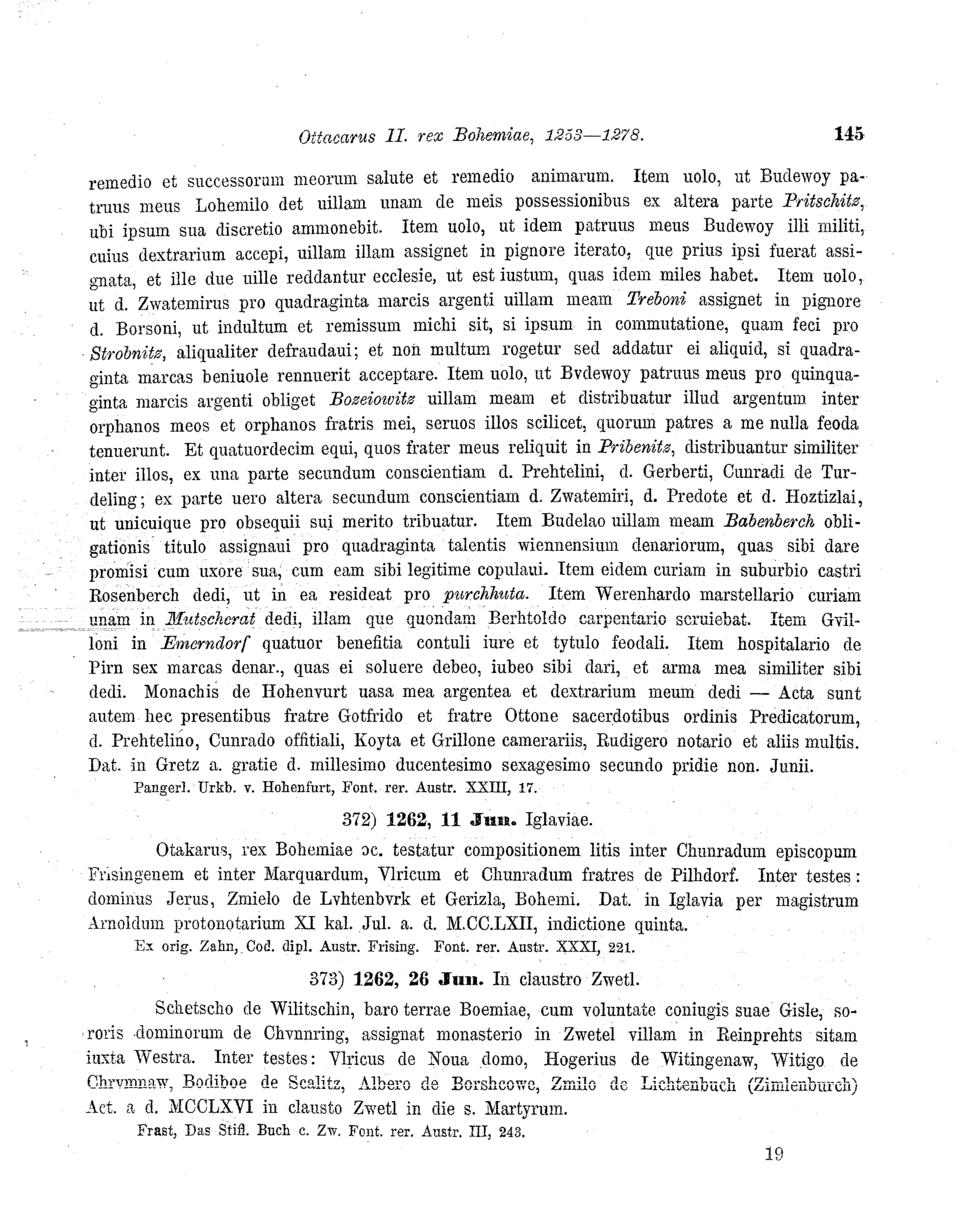 Ottacarus II. rex Bohemiae, 1253—1278. 145
remedio et successorum meorum salute et remedio animarum. Item uolo, ut Budewoy pa-
truus meus Lohemilo det uillam unam de meis possessionibus ex altera parte Pritschitz,
ubi ipsum sua discretio ammonebit. Item uolo, ut idem patruus meus Budewoy illi militi,
cuius dextrarium accepi, uillam illam assignet in pignore iterato, que prius ipsi fuerat assi-
gnata, et ille due uille reddantur ecclesie, ut est iustum, quas idem miles habet. Item uolo,
ut d. Zwatemirus pro quadraginta marcis argenti uillam meam Treboni assignet in pignore
d. Borsoni, ut indultum et remissum michi sit, si ipsum in commutatione, quam feci pro
Strobnitz, aliqualiter defraudaui; et non multum rogetur sed addatur ei aliquid, si quadra-
ginta marcas beniuole rennuerit acceptare. Item uolo, ut Bvdewoy patruus meus pro quinqua-
ginta marcis argenti obliget Bozeiowitz uillam meam et distribuatur illud argentum inter
orphanos meos et orphanos fratris mei, seruos illos scilicet, quorum patres a me nulla feoda
tenuerunt. Et quatuordecim equi, quos frater meus reliquit in Pribenitz, distribuantur similiter
inter illos, ex una parte secundum conscientiam d. Prehtelini, d. Gerberti, Cunradi de Tur-
deling; ex parte uero altera secundum conscientiam d. Zwatemiri, d. Predote et d. Hoztizlai,
ut unicuique pro obsequii sui merito tribuatur. Item Budelao uillam meam Babenberch obli-
gationis titulo assignaui pro quadraginta talentis wiennensium denariorum, quas sibi dare
promisi cum uxore sua, cum eam sibi legitime copulaui. Item eidem curiam in suburbio castri
Rosenberch dedi, ut in ea resideat pro purchhuta. Item Werenhardo marstellario curiam
unam in Mutscherat dedi, illam que quondam Berhtoldo carpentario seruiebat. Item Gvil-
loni in Emerndorf quatuor benefitia contuli iure et tytulo feodali. Item hospitalario de
Pirn sex marcas denar., quas ei soluere debeo, iubeo sibi dari, et arma mea similiter sibi
dedi. Monachis de Hohenvurt uasa mea argentea et dextrarium meum dedi — Acta sunt
autem hec presentibus fratre Gotfrido et fratre Ottone sacerdotibus ordinis Predicatorum,
d. Prehtelino, Cunrado offitiali, Koyta et Grillone camerariis, Rudigero notario et aliis multis.
Dat. in Gretz a. gratie d. millesimo ducentesimo sexagesimo secundo pridie non. Junii.
Pangerl. Urkb. v. Hohenfurt, Font. rer. Austr. XXIII, 17.
372) 1262, 11 Jun. Iglaviae.
Otakarus, rex Bohemiae ɔc. testatur compositionem litis inter Chunradum episcopum
Frisingenem et inter Marquardum, Vlricum et Chunradum fratres de Pilhdorf. Inter testes:
dominus Jerus, Zmielo de Lvhtenbvrk et Gerizla, Bohemi. Dat. in Iglavia per magistrum
Arnoldum protonotarium XI kal. Jul. a. d. M.CC.LXII, indictione quinta.
Ex orig. Zahn, Cod. dipl. Austr. Frising. Font. rer. Austr. XXXI, 221.
373) 1262, 26 Jun. In claustro Zwetl.
Schetscho de Wilitschin, baro terrae Boemiae, cum voluntate coniugis suae Gisle, so-
roris dominorum de Chvnnring, assignat monasterio in Zwetel villam in Reinprehts sitam
iuxta Westra. Inter testes: Vlricus de Noua domo, Hogerius de Witingenaw, Witigo de
Chrvmnaw, Bodiboe de Scalitz, Albero de Borshcowe, Zmilo de Lichtenbuch (Zimlenburch)
Act. a d. MCCLXVI in clausto Zwetl in die s. Martyrum.
Frast, Das Stifl. Buch c. Zw. Font. rer. Austr. III, 243.
19